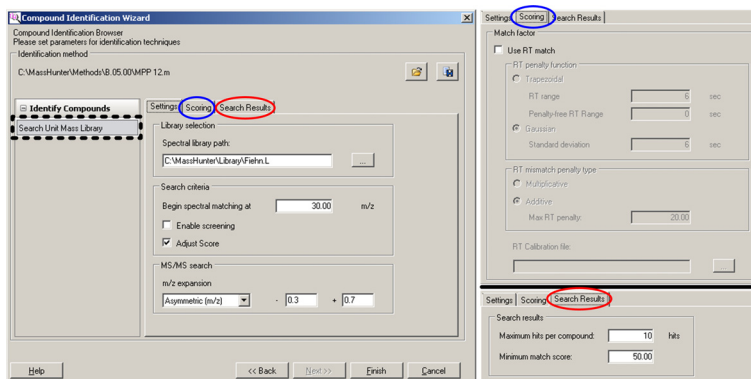 Compound Identification Wizard
Compound Identification Browser
Please set parameters for identification techniques
Identification method
C:\MassHunter\Methods\B.05.00\MPP 12.m
Identify Compounds
Search Unit Mass Library
Settings Scoring Search Results
Library selection
Spectral library path:
C:\MassHunter\Library\Fiehn.L
...
Search criteria
Begin spectral matching at 30.00 m/z
Enable screening
Adjust Score
MS/MS search
m/z expansion
Asymmetric (m/z) - 0.3 + 0.7
Help << Back Next >> Finish Cancel
Settings Scoring Search Results
Match factor
Use RT match
RT penalty function
Trapezoidal
RT range 6 sec
Penalty-free RT Range 0 sec
Gaussian
Standard deviation 6 sec
RT mismatch penalty type
Multiplicative
Additive
Max RT penalty: 20.00
RT Calibration file:
...
Settings Scoring Search Results
Search results
Maximum hits per compound: 10 hits
Minimum match score: 50.00